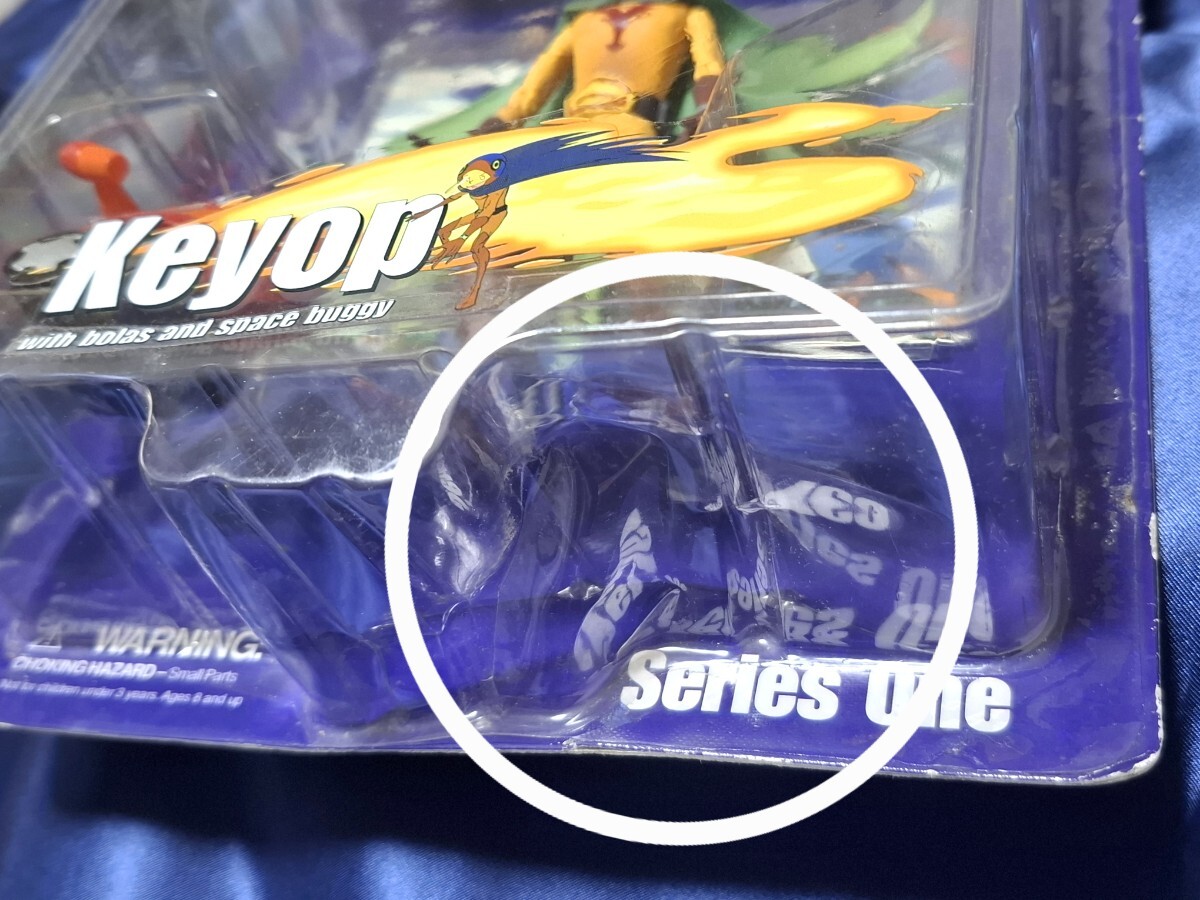 Keyop
with bolas and space buggy
WARNING.
CHOKING HAZARD – Small Parts
Not for children under 3 years. Ages 8 and up
Series One